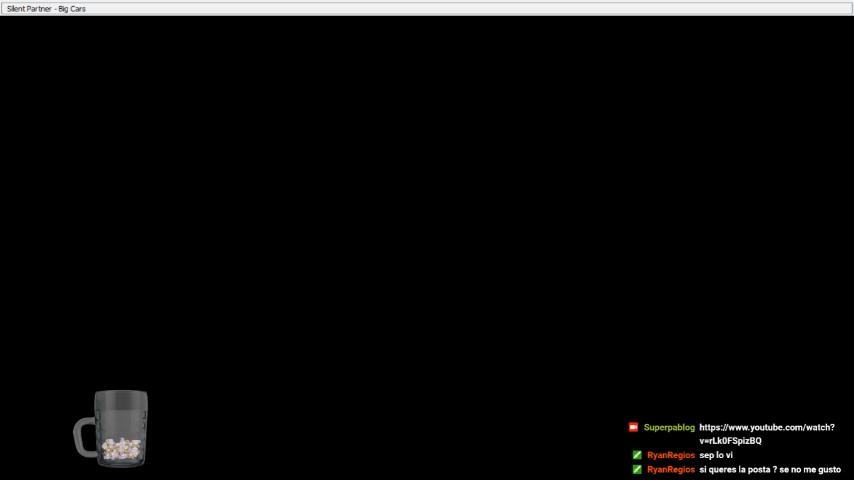 Silent Partner - Big Cars
Superpablog https://www.youtube.com/watch?
v=rLk0FSpizBQ
RyanRegios sep lo vi
RyanRegios si queres la posta ? se no me gusto